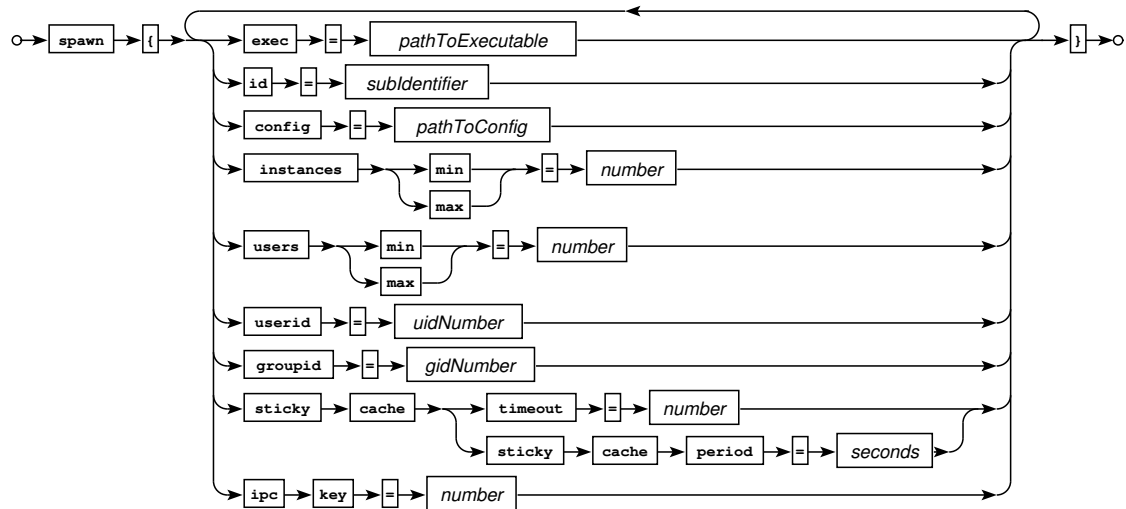 spawn { exec = pathToExecutable }
id = subIdentifier
config = pathToConfig
instances min = number
max
users min = number
max
userid = uidNumber
groupid = gidNumber
sticky cache timeout = number
sticky cache period = seconds
ipc key = number